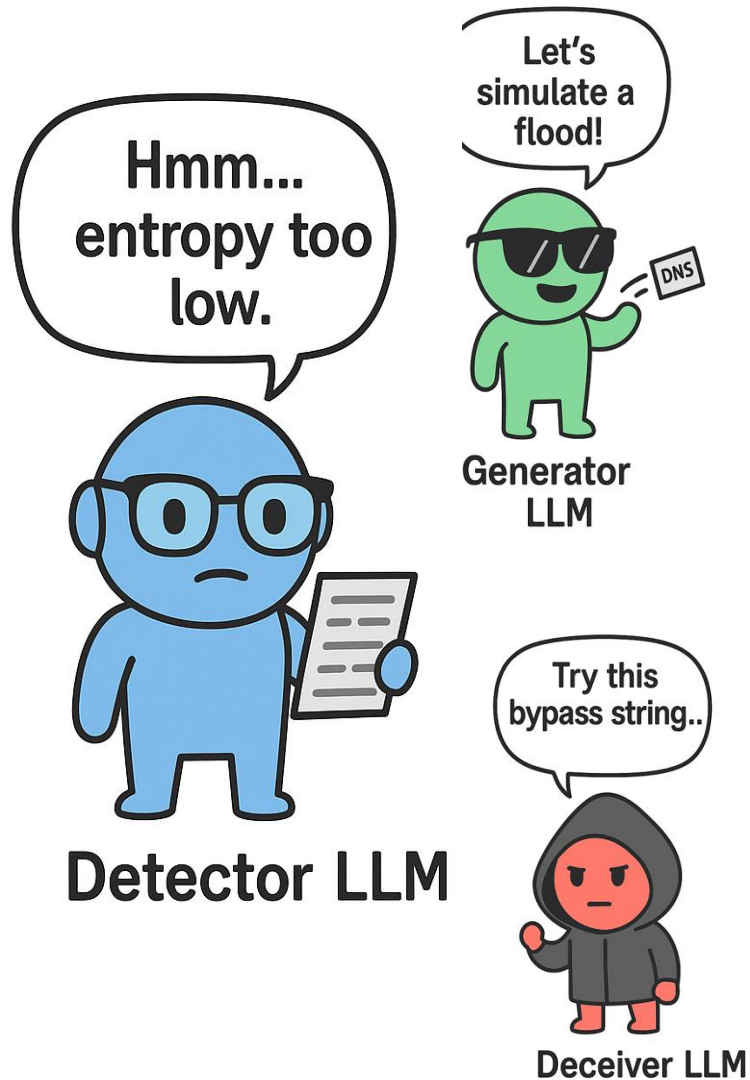 Hmm...
entropy too
low.
Detector LLM
Let's
simulate a
flood!
DNS
Generator
LLM
Try this
bypass string..
Deceiver LLM